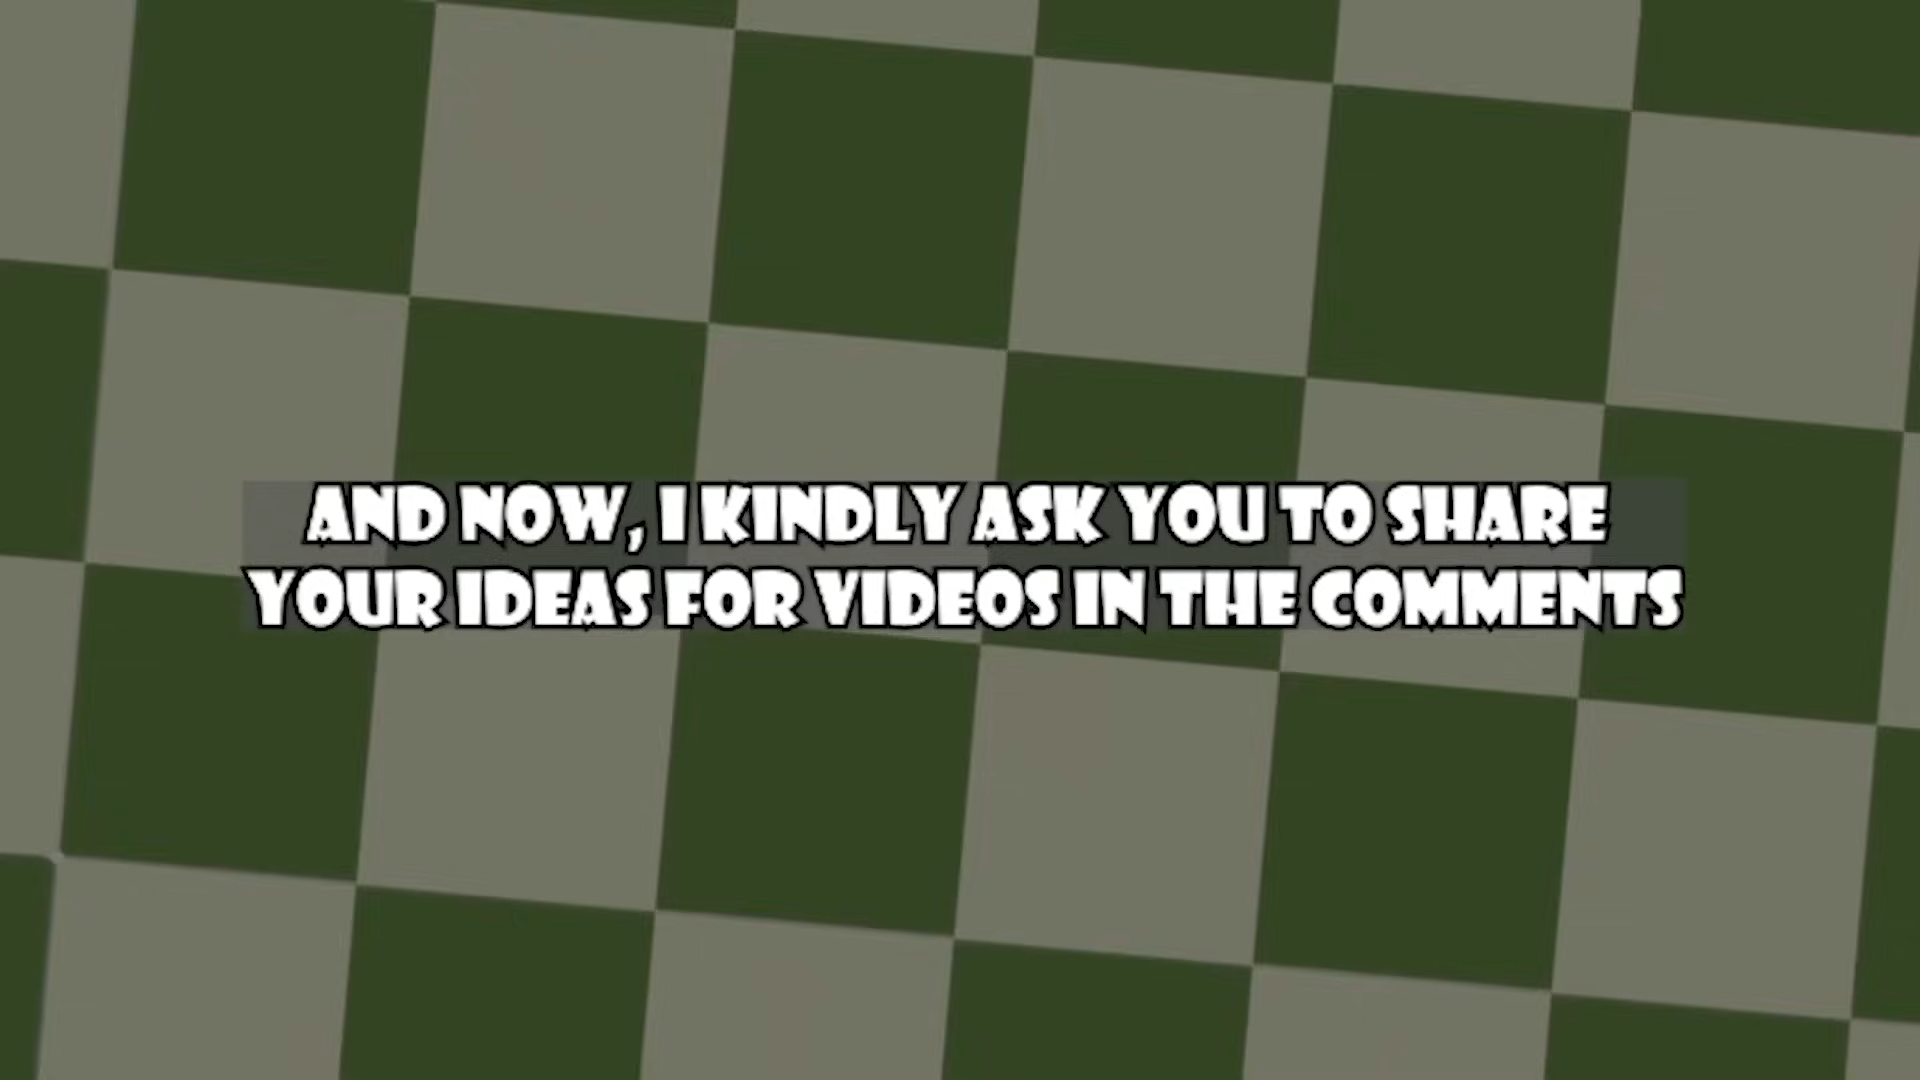 AND NOW, I KINDLY ASK YOU TO SHARE
YOUR IDEAS FOR VIDEOS IN THE COMMENTS